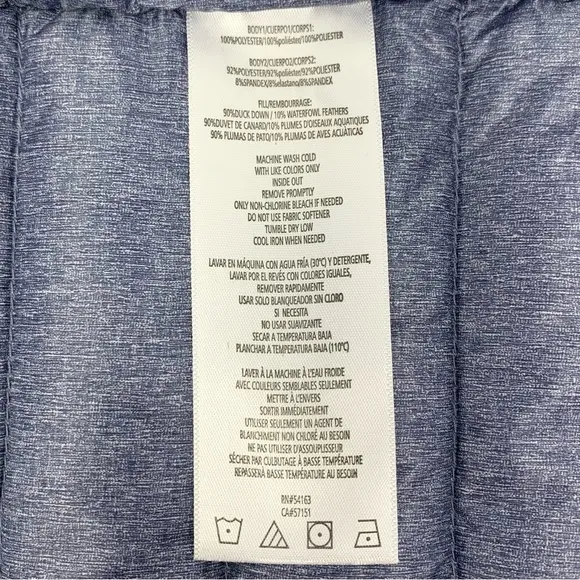 BODY1/CUERPO1/CORPS1:
100%POLYESTER/100%poliéster/100%POLYESTER
BODY2/CUERPO2/CORPS2:
92%POLYESTER/92%poliéster/92%POLYESTER
8%SPANDEX/8%elastano/8%SPANDEX
FILL/REMBOURRAGE:
90%DUCK DOWN / 10% WATERFOWL FEATHERS
90%DUVET DE CANARD/10% PLUMES D'OISEAUX AQUATIQUES
90% PLUMAS DE PATO/10% PLUMAS DE AVES ACUÁTICAS
MACHINE WASH COLD
WITH LIKE COLORS ONLY
INSIDE OUT
REMOVE PROMPTLY
ONLY NON-CHLORINE BLEACH IF NEEDED
DO NOT USE FABRIC SOFTENER
TUMBLE DRY LOW
COOL IRON WHEN NEEDED
LAVAR EN MÁQUINA CON AGUA FRÍA (30°C) Y DETERGENTE,
LAVAR POR EL REVÉS CON COLORES IGUALES,
REMOVER RAPIDAMENTE
USAR SOLO BLANQUEADOR SIN CLORO
SI NECESITA
NO USAR SUAVIZANTE
SECAR A TEMPERATURA BAJA
PLANCHAR A TEMPERATURA BAJA (110°C)
LAVER À LA MACHINE À L'EAU FROIDE
AVEC COULEURS SEMBLABLES SEULEMENT
METTRE À L'ENVERS
SORTIR IMMÉDIATEMENT
UTILISER SEULEMENT UN AGENT DE
BLANCHIMENT NON CHLORÉ AU BESOIN
NE PAS UTILISER D'ASSOUPLISSEUR
SÉCHER PAR CULBUTAGE À BASSE TEMPÉRATURE
REPASSERÀ BASSE TEMPÉRATURE AU BESOIN
RN#54163
CA#57151